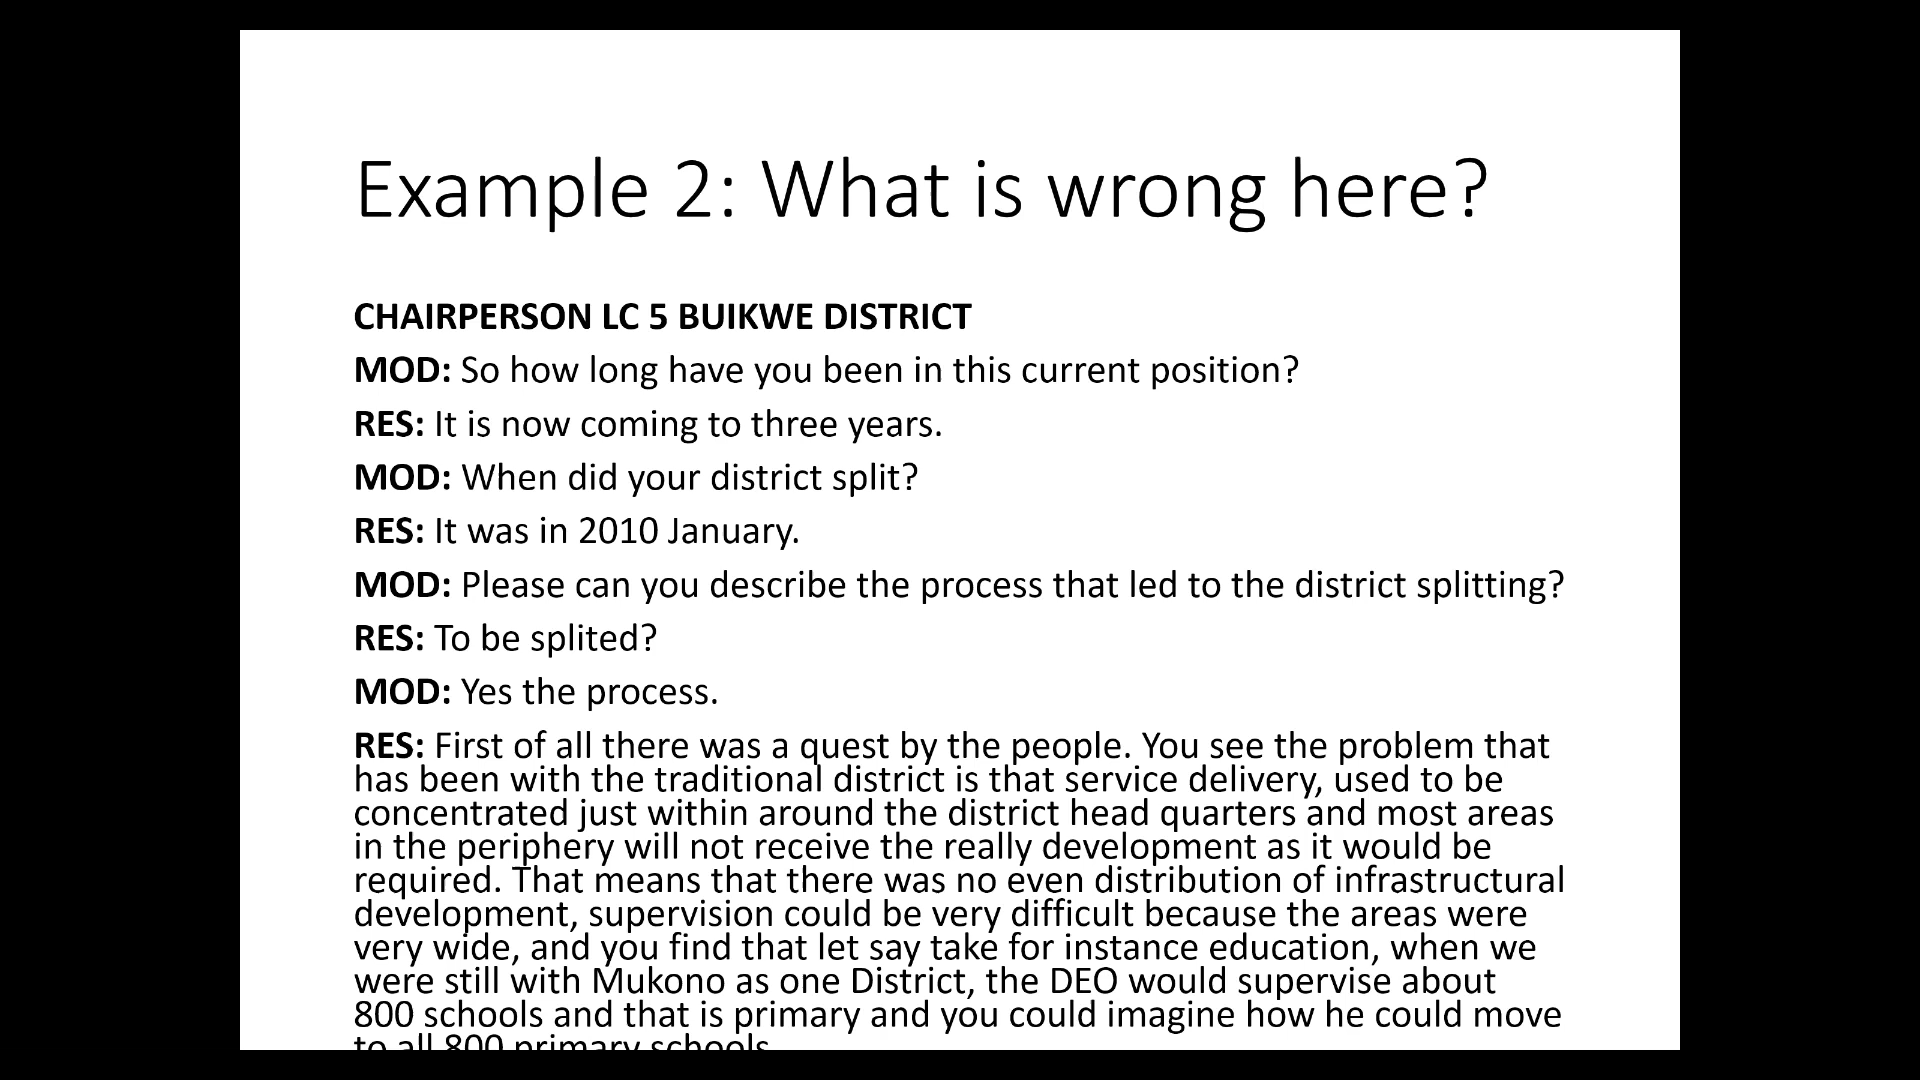 Example 2: What is wrong here?
CHAIRPERSON LC 5 BUIKWE DISTRICT
MOD: So how long have you been in this current position?
RES: It is now coming to three years.
MOD: When did your district split?
RES: It was in 2010 January.
MOD: Please can you describe the process that led to the district splitting?
RES: To be splited?
MOD: Yes the process.
RES: First of all there was a quest by the people. You see the problem that
has been with the traditional district is that service delivery, used to be
concentrated just within around the district head quarters and most areas
in the periphery will not receive the really development as it would be
required. That means that there was no even distribution of infrastructural
development, supervision could be very difficult because the areas were
very wide, and you find that let say take for instance education, when we
were still with Mukono as one District, the DEO would supervise about
800 schools and that is primary and you could imagine how he could move
to all 800 primary schools